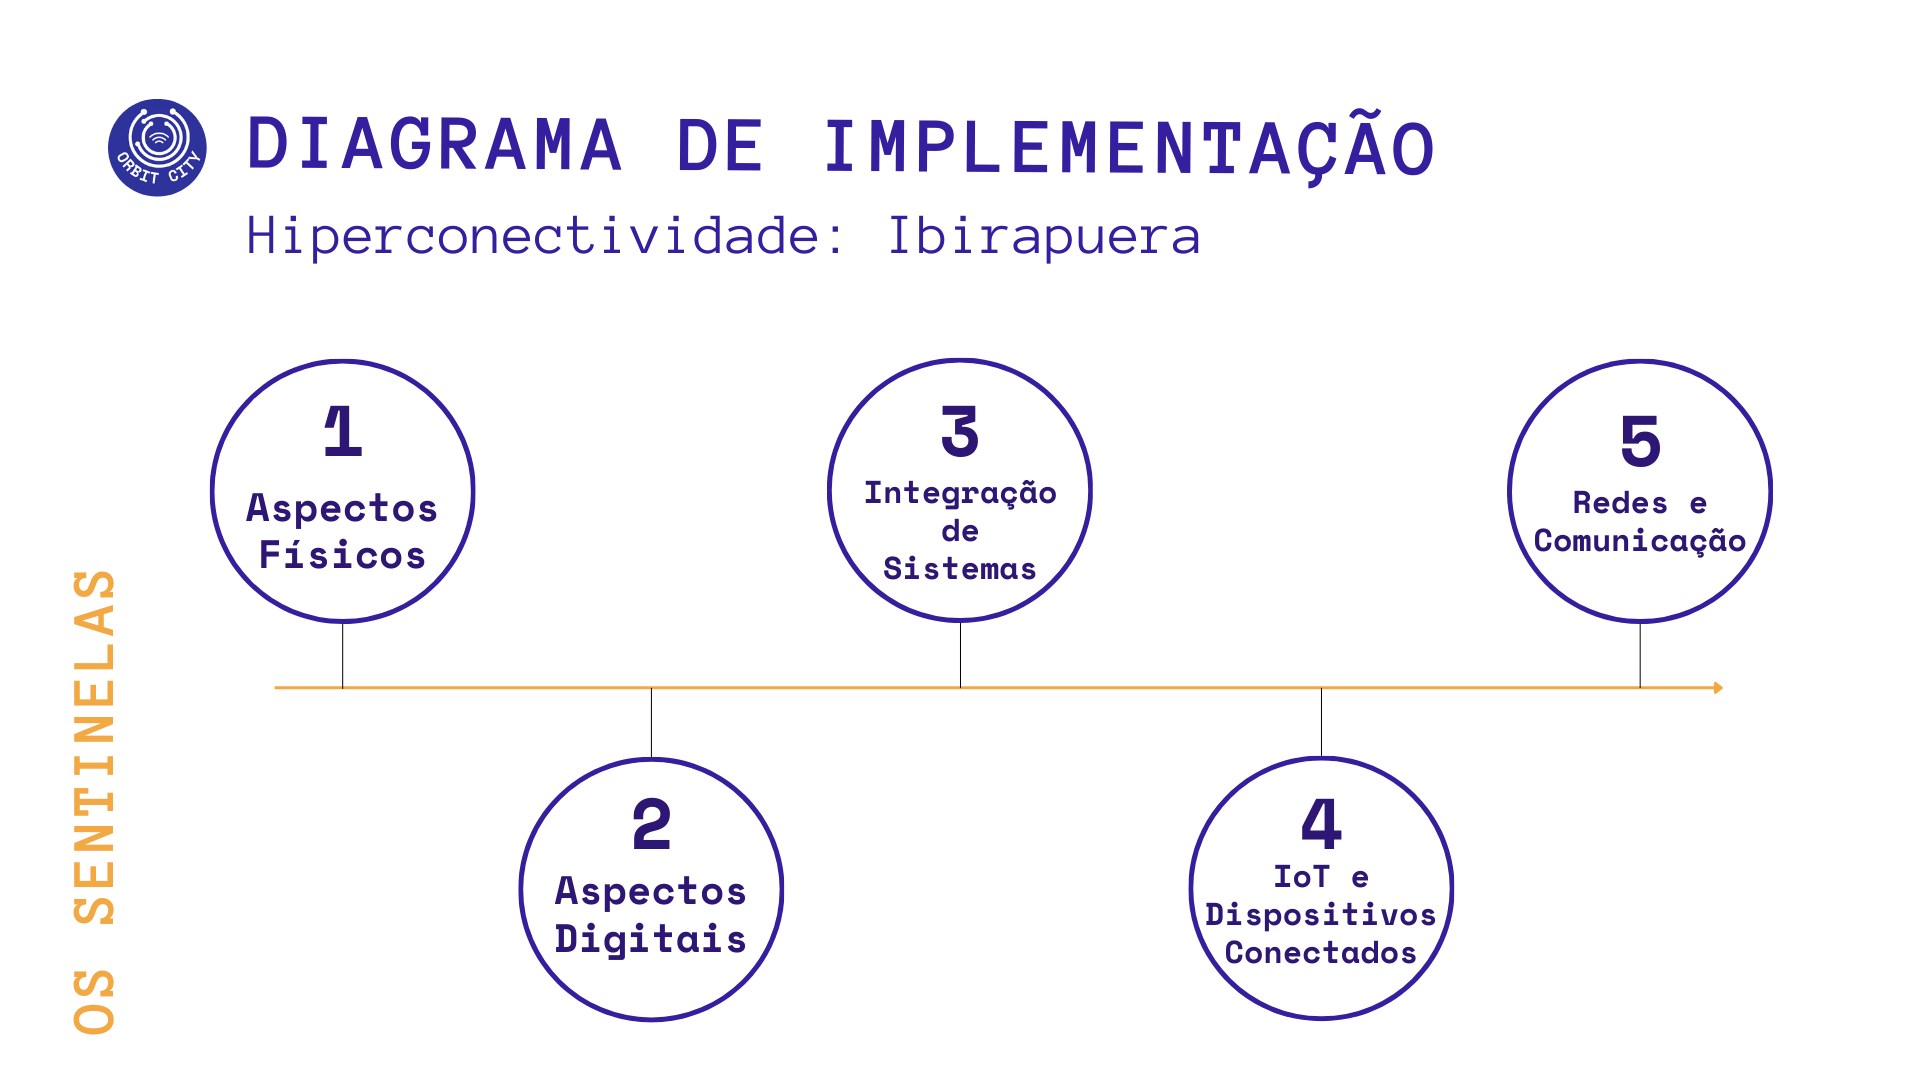 ORBIT CITY
DIAGRAMA DE IMPLEMENTAÇÃO
Hiperconectividade: Ibirapuera
1
Aspectos
Físicos
2
Aspectos
Digitais
3
Integração
de
Sistemas
4
IoT e
Dispositivos
Conectados
5
Redes e
Comunicação
OS SENTINELAS